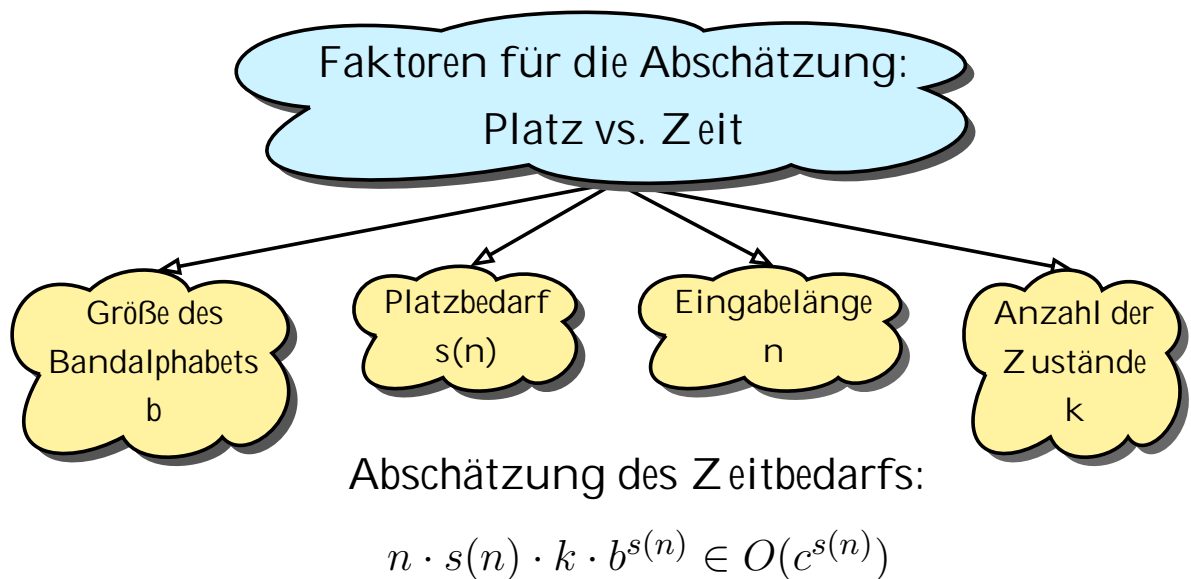 Faktoren für die Abschätzung:
Platz vs. Zeit
Größe des
Bandalphabets
b
Platzbedarf
s(n)
Eingabelänge
n
Anzahl der
Zustände
k
Abschätzung des Zeitbedarfs:
n · s(n) · k · b^{s(n)} ∈ O(c^{s(n)})